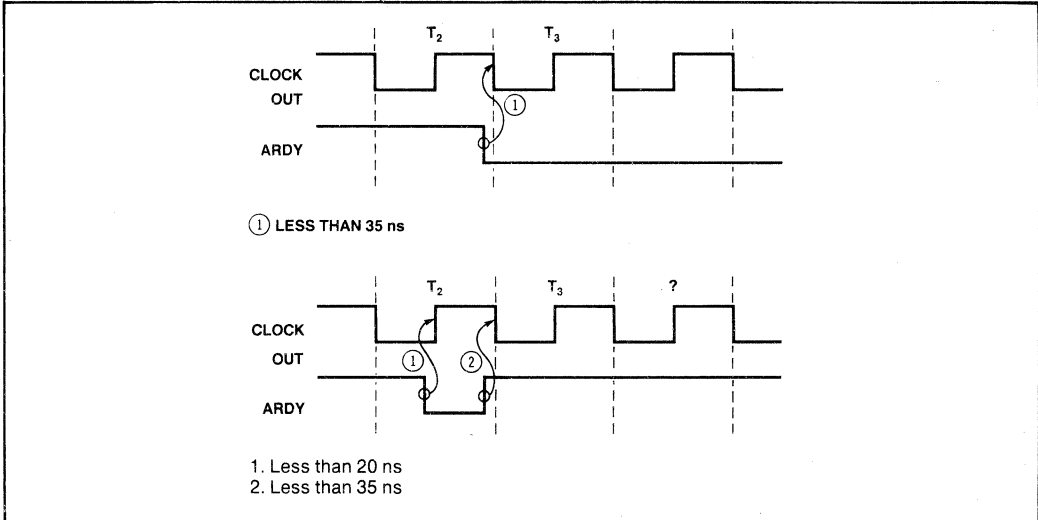 T₂ T₃
CLOCK
OUT
①
ARDY
① LESS THAN 35 ns
T₂ T₃ ?
CLOCK
OUT
① ②
ARDY
1. Less than 20 ns
2. Less than 35 ns